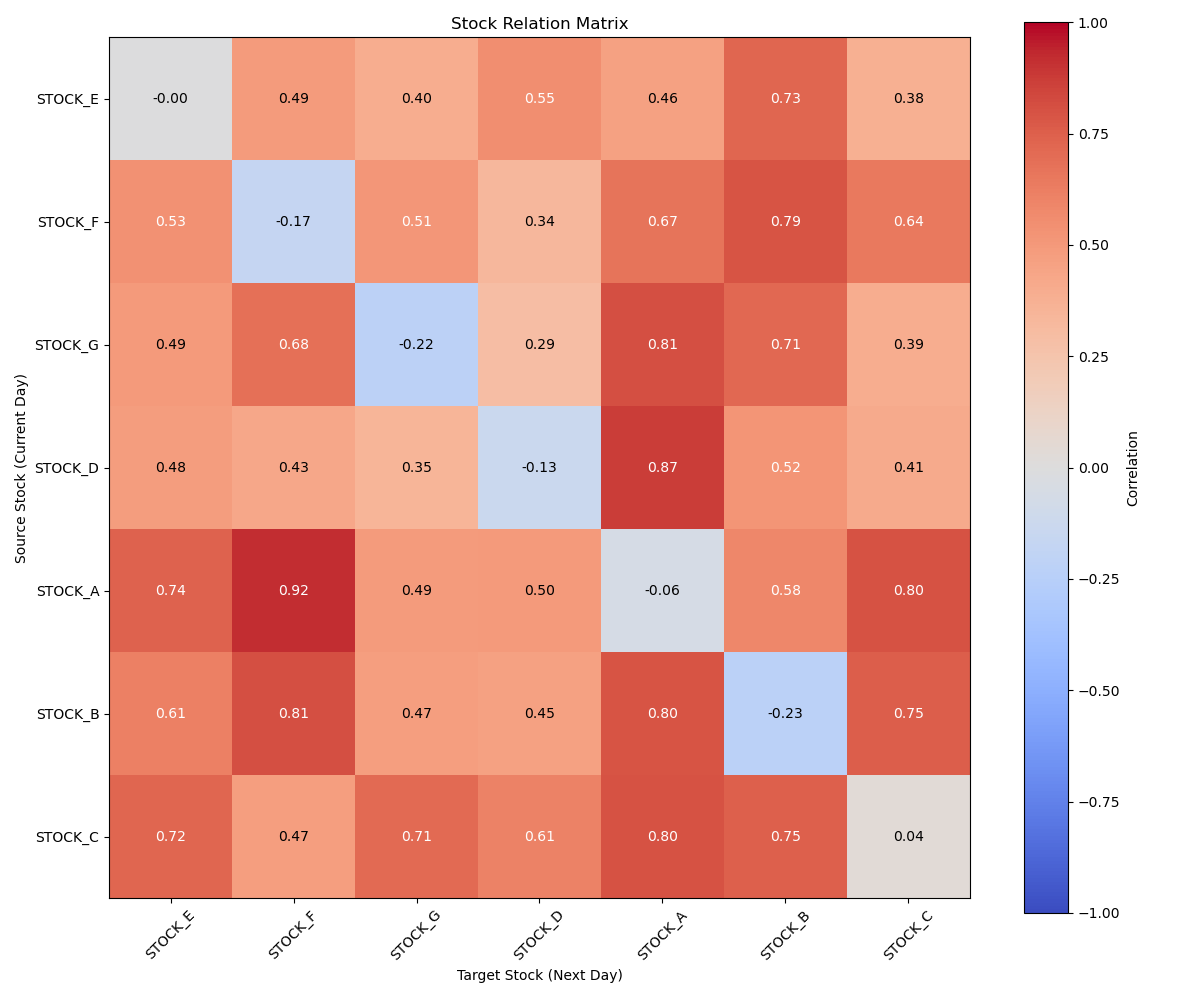 Stock Relation Matrix
STOCK_E -0.00 0.49 0.40 0.55 0.46 0.73 0.38
STOCK_F 0.53 -0.17 0.51 0.34 0.67 0.79 0.64
STOCK_G 0.49 0.68 -0.22 0.29 0.81 0.71 0.39
STOCK_D 0.48 0.43 0.35 -0.13 0.87 0.52 0.41
STOCK_A 0.74 0.92 0.49 0.50 -0.06 0.58 0.80
STOCK_B 0.61 0.81 0.47 0.45 0.80 -0.23 0.75
STOCK_C 0.72 0.47 0.71 0.61 0.80 0.75 0.04
STOCK_E STOCK_F STOCK_G STOCK_D STOCK_A STOCK_B STOCK_C
Target Stock (Next Day)
Source Stock (Current Day)
1.00
0.75
0.50
0.25
0.00
−0.25
−0.50
−0.75
−1.00
Correlation